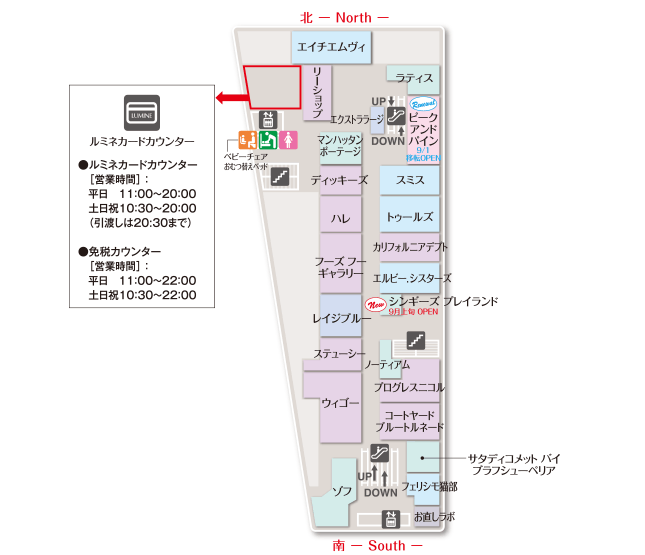 北 － North －
エイチエムヴィ
リーショップ
ラティス
UP
DOWN
エクストララージ
Renewal
ピーク
アンド
パイン
9/1
移転OPEN
LUMINE
ルミネカードカウンター
●ルミネカードカウンター
［営業時間］：
平日　11:00～20:00
土日祝10:30～20:00
（引渡しは20:30まで）
●免税カウンター
［営業時間］：
平日　11:00～22:00
土日祝10:30～22:00
ベビーチェア
おむつ替えベッド
マンハッタン
ポーテージ
ディッキーズ
スミス
ハレ
トゥールズ
カリフォルニアデプト
フーズ フー
ギャラリー
エルビー.シスターズ
New
シンギーズ プレイランド
9月上旬 OPEN
レイジブルー
ステューシー
ノーティアム
プログレスニコル
ウィゴー
コートヤード
ブルートルネード
サタディコメット バイ
プラフシューペリア
UP
DOWN
フェリシモ猫部
ゾフ
お直しラボ
南 － South －